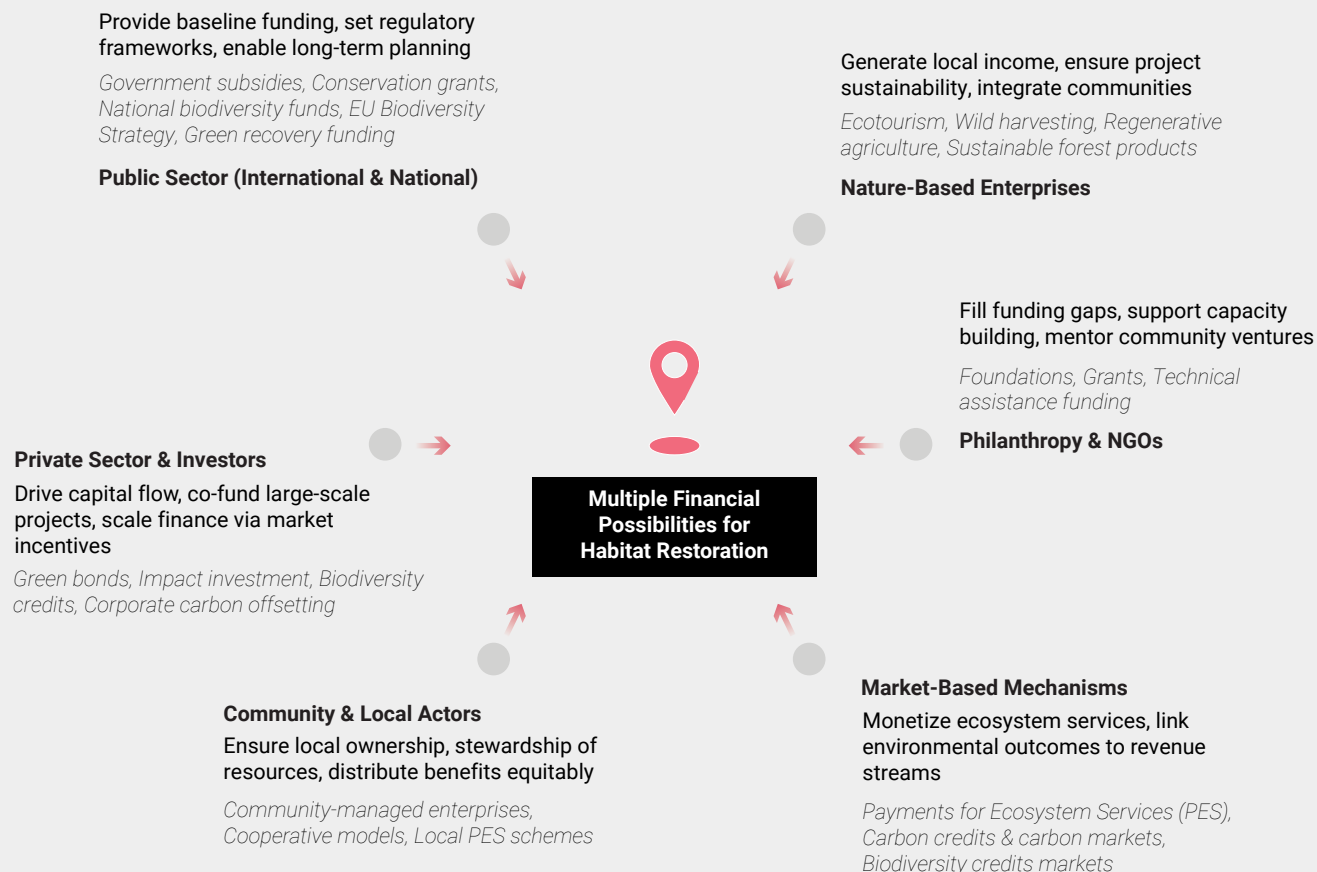 Provide baseline funding, set regulatory
frameworks, enable long-term planning
Government subsidies, Conservation grants,
National biodiversity funds, EU Biodiversity
Strategy, Green recovery funding
Public Sector (International & National)
Generate local income, ensure project
sustainability, integrate communities
Ecotourism, Wild harvesting, Regenerative
agriculture, Sustainable forest products
Nature-Based Enterprises
Fill funding gaps, support capacity
building, mentor community ventures
Foundations, Grants, Technical
assistance funding
Philanthropy & NGOs
Private Sector & Investors
Drive capital flow, co-fund large-scale
projects, scale finance via market
incentives
Green bonds, Impact investment, Biodiversity
credits, Corporate carbon offsetting
Multiple Financial
Possibilities for
Habitat Restoration
Community & Local Actors
Ensure local ownership, stewardship of
resources, distribute benefits equitably
Community-managed enterprises,
Cooperative models, Local PES schemes
Market-Based Mechanisms
Monetize ecosystem services, link
environmental outcomes to revenue
streams
Payments for Ecosystem Services (PES),
Carbon credits & carbon markets,
Biodiversity credits markets